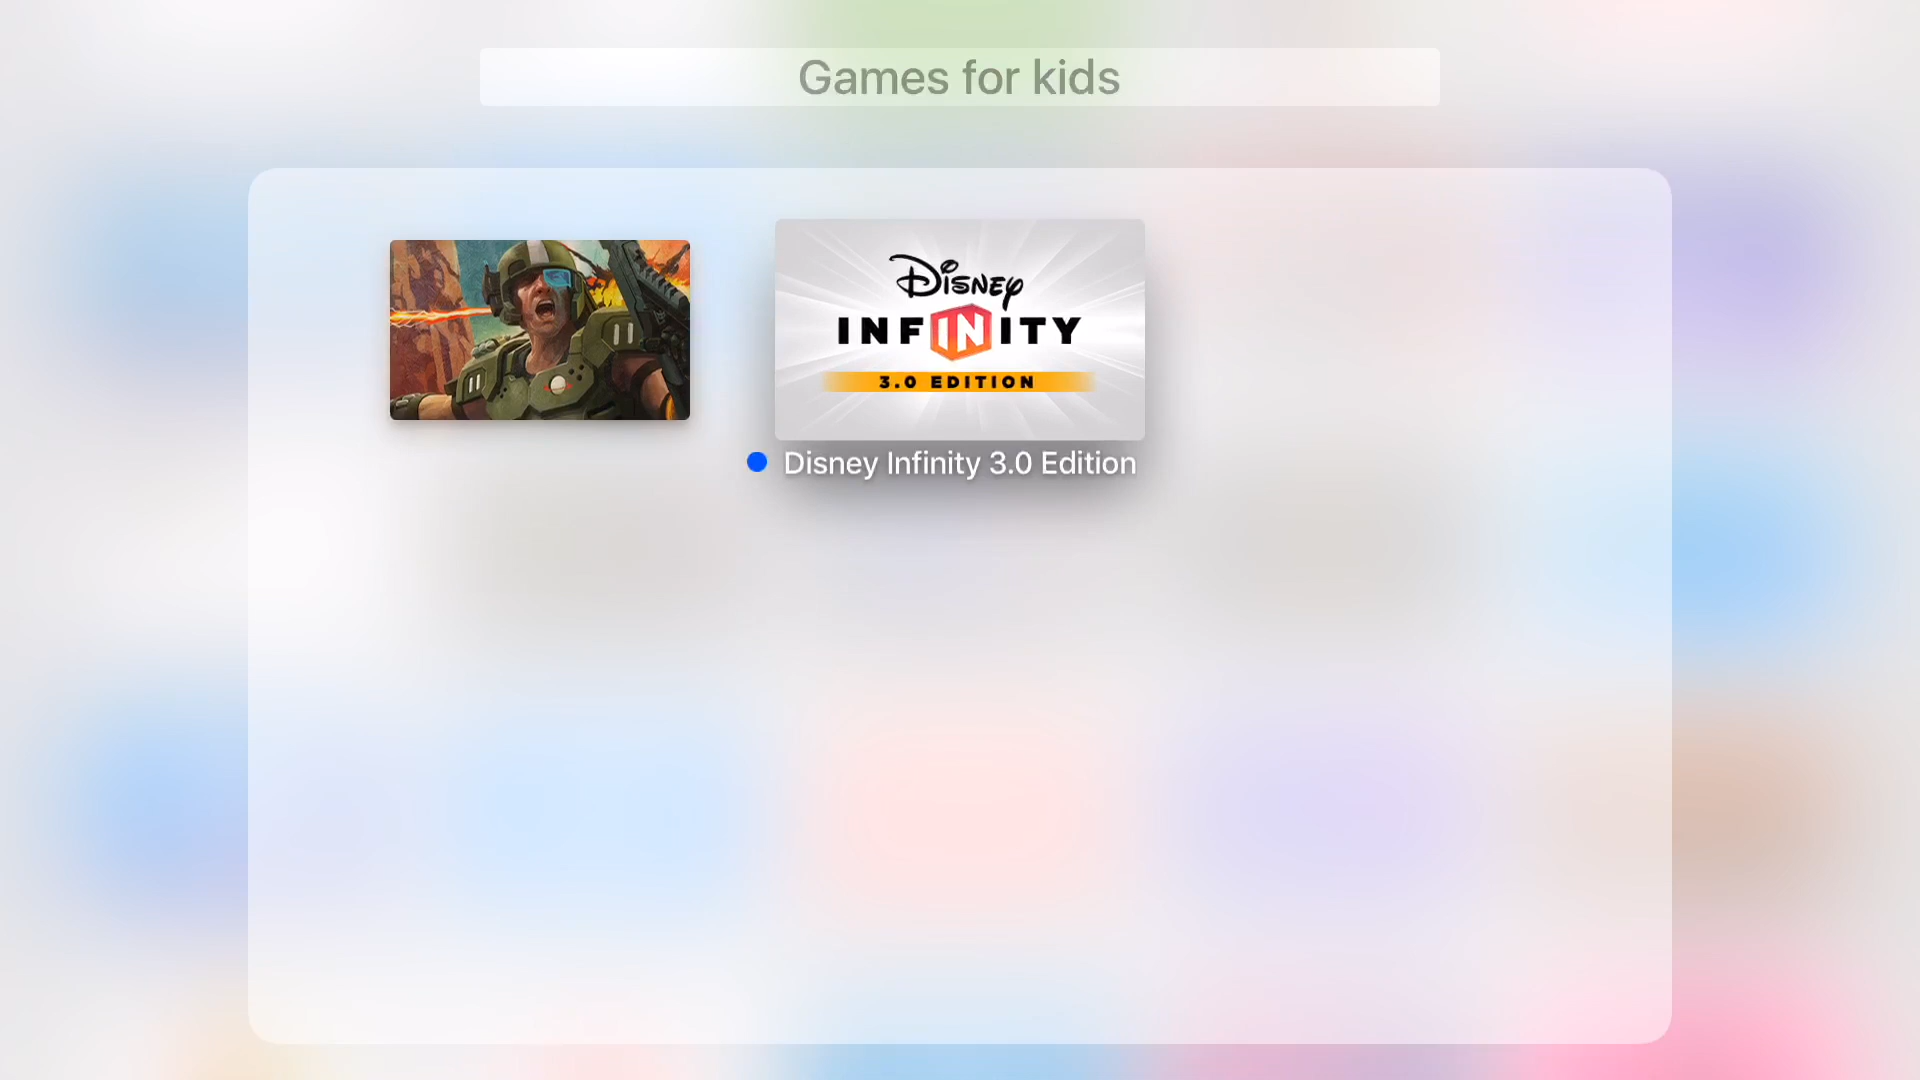 Games for kids
Disney
INFINITY
3.0 EDITION
Disney Infinity 3.0 Edition